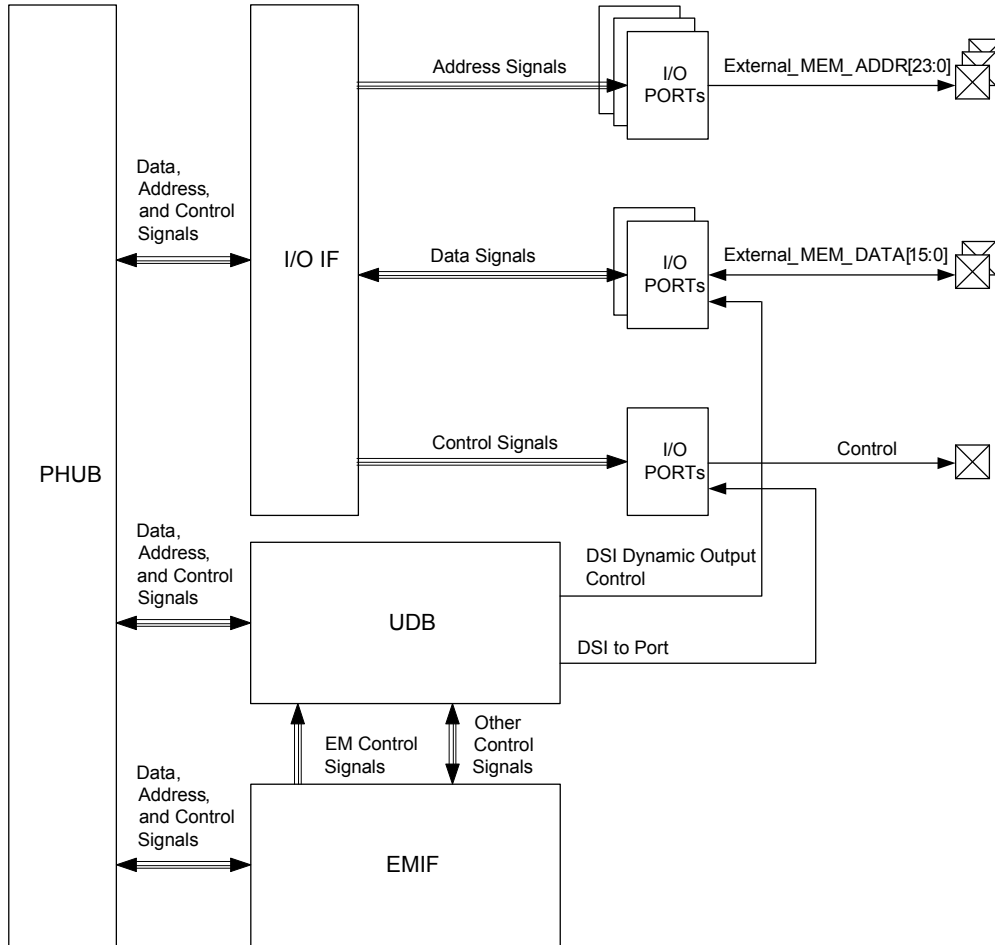 Address Signals
I/O
PORTs
External_MEM_ADDR[23:0]
Data,
Address,
and Control
Signals
I/O IF
Data Signals
I/O
PORTs
External_MEM_DATA[15:0]
Control Signals
I/O
PORTs
Control
PHUB
Data,
Address,
and Control
Signals
UDB
DSI Dynamic Output
Control
DSI to Port
EM Control
Signals
Other
Control
Signals
Data,
Address,
and Control
Signals
EMIF